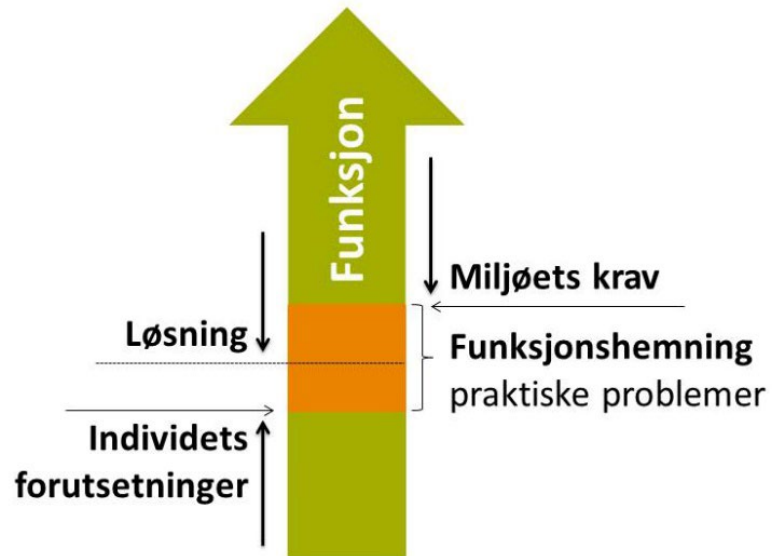 Funksjon
Miljøets krav
Løsning
Funksjonshemning
praktiske problemer
Individets
forutsetninger